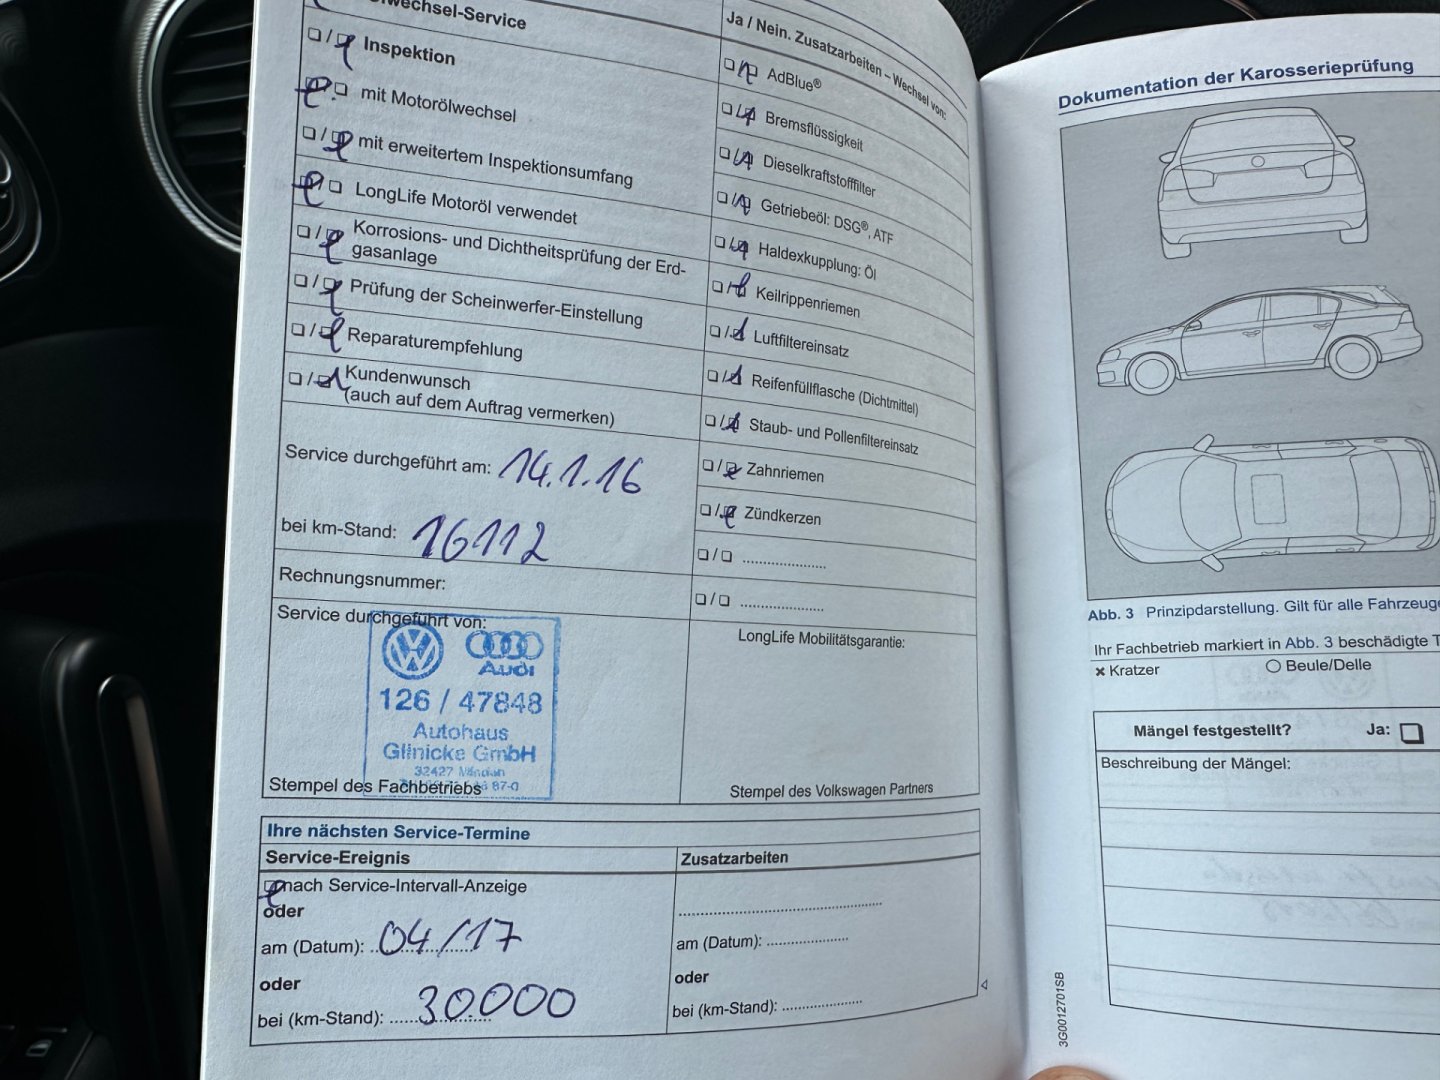 wechsel-Service
Ja / Nein. Zusatzarbeiten – Wechsel von:
❏ / ❏ Inspektion
❏ mit Motorölwechsel
❏ / ❏ mit erweitertem Inspektionsumfang
❏ LongLife Motoröl verwendet
❏ / ❏ Korrosions- und Dichtheitsprüfung der Erd-
gasanlage
❏ / ❏ Prüfung der Scheinwerfer-Einstellung
❏ / ❏ Reparaturempfehlung
❏ / ❏ Kundenwunsch
(auch auf dem Auftrag vermerken)
Service durchgeführt am: 14.1.16
bei km-Stand: 16112
Rechnungsnummer:
Service durchgeführt von:
Audi
126 / 47848
Autohaus
Glinicke GmbH
32427 Minden
87-0
Stempel des Fachbetriebs
❏ / ❏ AdBlue®
❏ / ❏ Bremsflüssigkeit
❏ / ❏ Dieselkraftstofffilter
❏ / ❏ Getriebeöl: DSG®, ATF
❏ / ❏ Haldexkupplung: Öl
❏ / ❏ Keilrippenriemen
❏ / ❏ Luftfiltereinsatz
❏ / ❏ Reifenfüllflasche (Dichtmittel)
❏ / ❏ Staub- und Pollenfiltereinsatz
❏ / ❏ Zahnriemen
❏ / ❏ Zündkerzen
❏ / ❏ ......................
❏ / ❏ ......................
LongLife Mobilitätsgarantie:
Stempel des Volkswagen Partners
Ihre nächsten Service-Termine
Service-Ereignis
nach Service-Intervall-Anzeige
oder
am (Datum): 04/17
oder
bei (km-Stand): 30.000
Zusatzarbeiten
am (Datum): .....................
oder
bei (km-Stand): .....................
Dokumentation der Karosserieprüfung
Abb. 3 Prinzipdarstellung. Gilt für alle Fahrzeuge
Ihr Fachbetrieb markiert in Abb. 3 beschädigte T
× Kratzer ○ Beule/Delle
Mängel festgestellt? Ja: ❏
Beschreibung der Mängel:
3G0012701SB